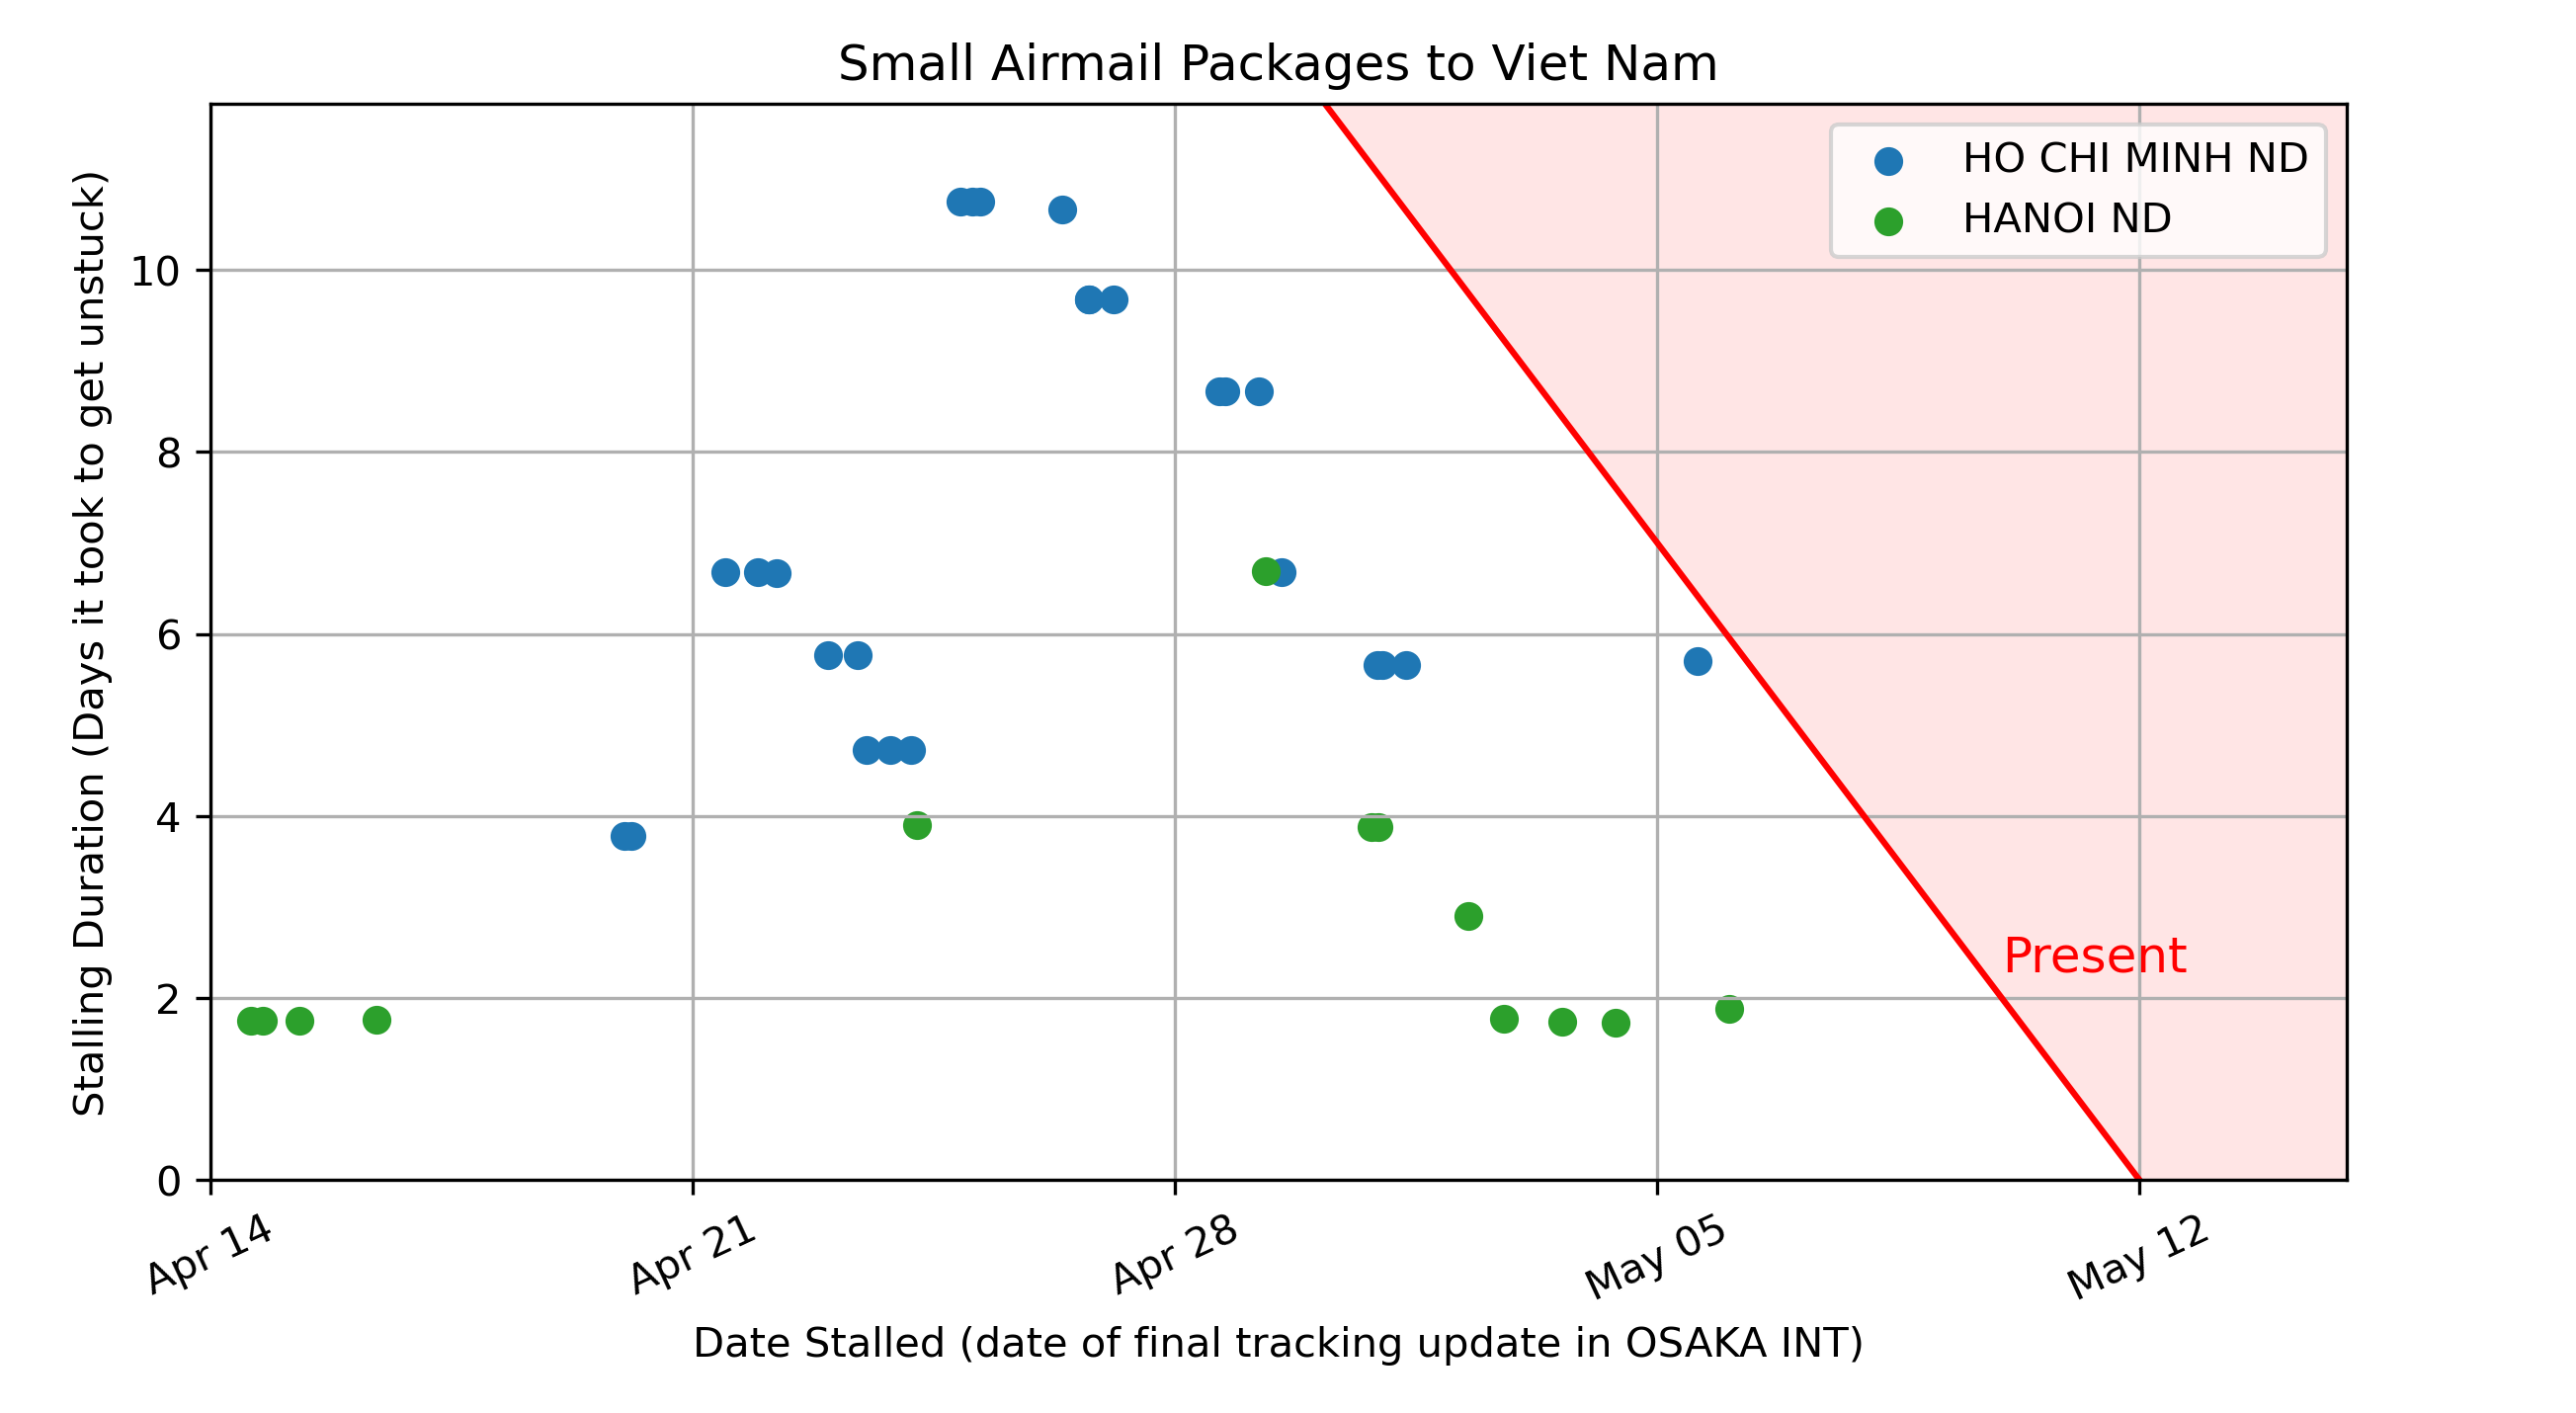 Small Airmail Packages to Viet Nam
HO CHI MINH ND
HANOI ND
Stalling Duration (Days it took to get unstuck)
10
8
6
4
2
0
Present
Apr 14
Apr 21
Apr 28
May 05
May 12
Date Stalled (date of final tracking update in OSAKA INT)